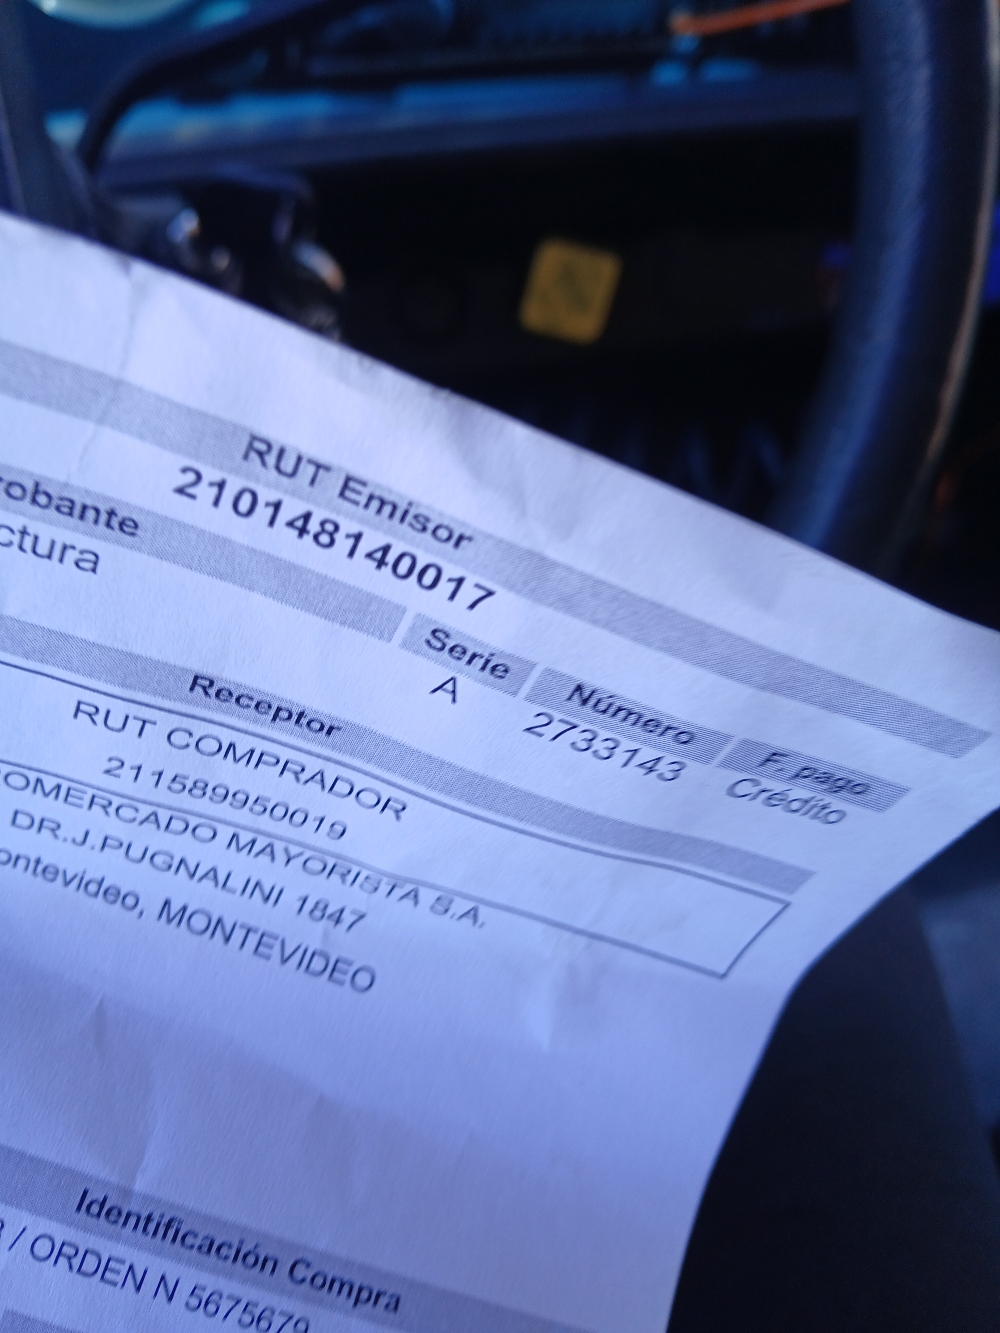 RUT Emisor
210148140017
obante
ctura
Serie Número F. pago
A 2733143 Crédito
Receptor
RUT COMPRADOR
211589950019
OMERCADO MAYORISTA S.A.
DR.J.PUGNALINI 1847
ontevideo, MONTEVIDEO
Identificación Compra
/ ORDEN N 5675679